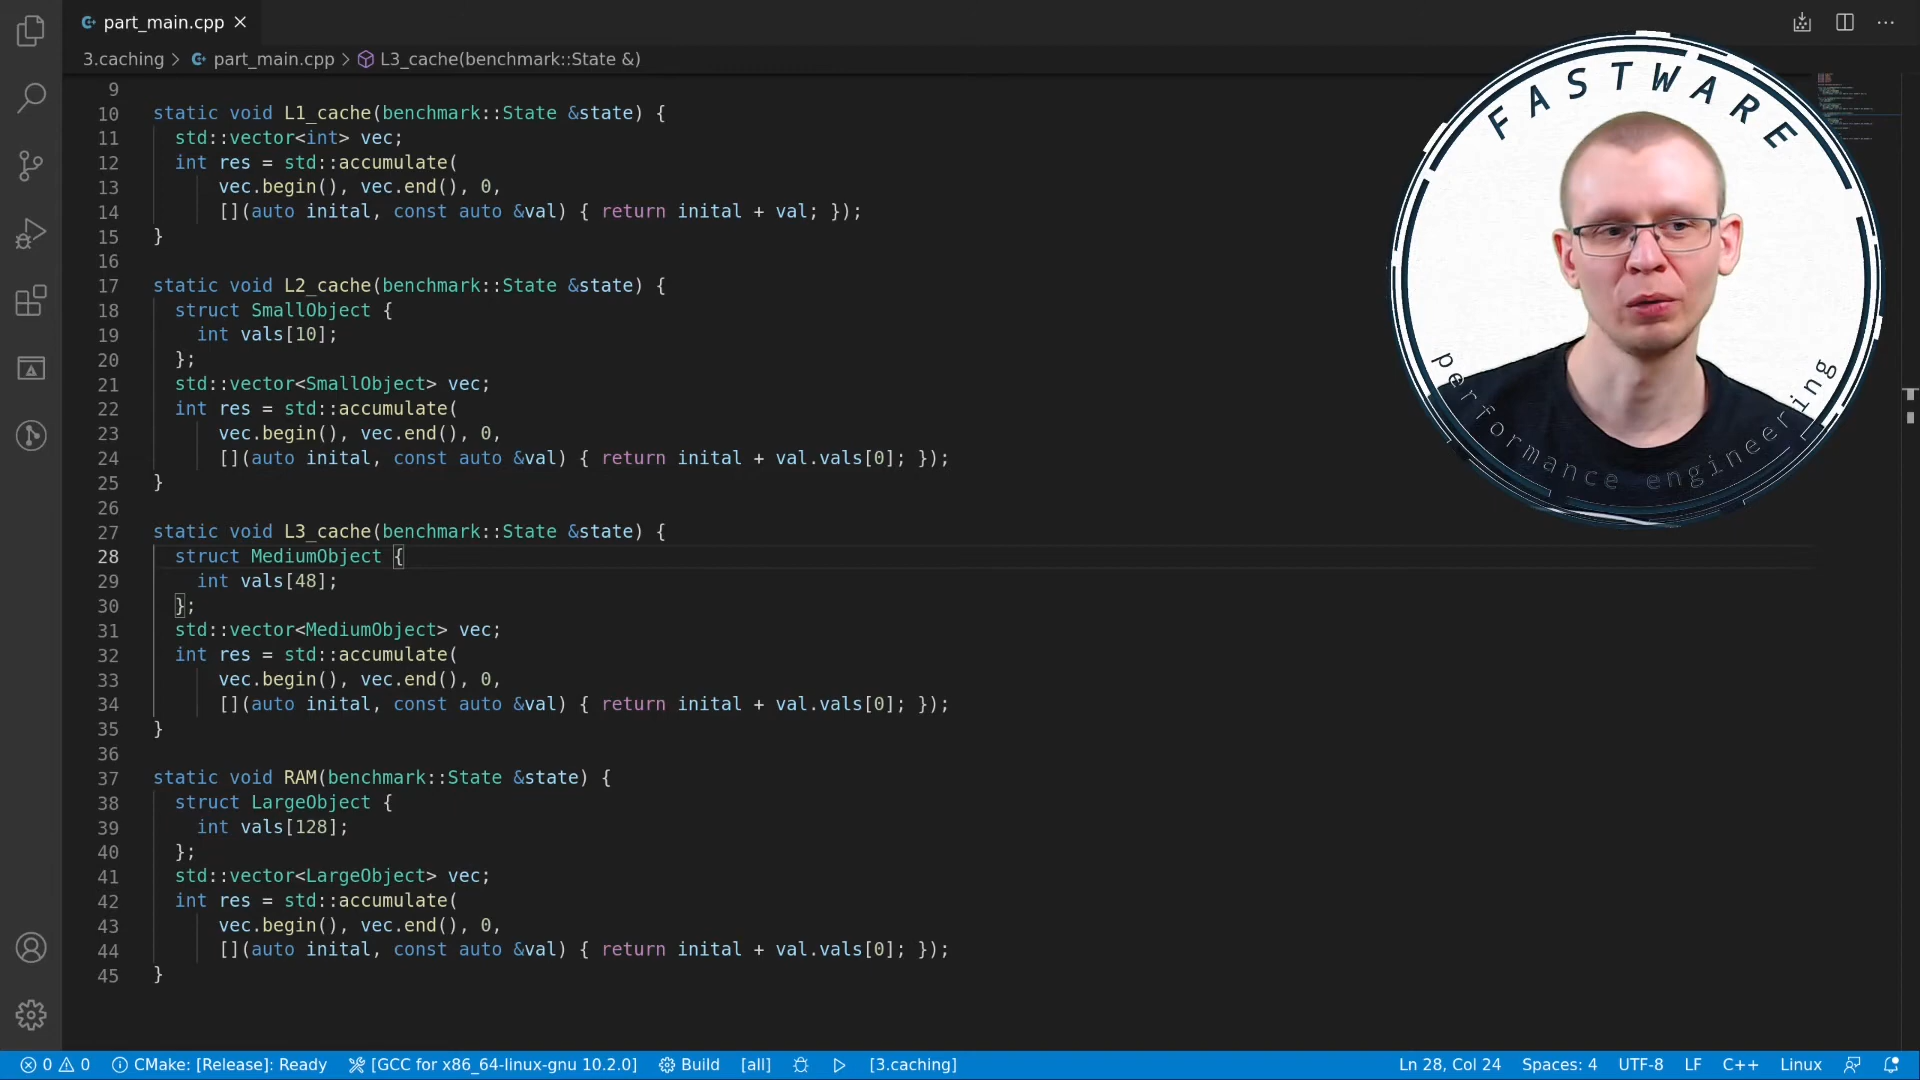 part_main.cpp
3.caching > part_main.cpp > L3_cache(benchmark::State &)
FASTWARE
performance engineering
9
10 static void L1_cache(benchmark::State &state) {
11 std::vector<int> vec;
12 int res = std::accumulate(
13 vec.begin(), vec.end(), 0,
14 [](auto inital, const auto &val) { return inital + val; });
15 }
16
17 static void L2_cache(benchmark::State &state) {
18 struct SmallObject {
19 int vals[10];
20 };
21 std::vector<SmallObject> vec;
22 int res = std::accumulate(
23 vec.begin(), vec.end(), 0,
24 [](auto inital, const auto &val) { return inital + val.vals[0]; });
25 }
26
27 static void L3_cache(benchmark::State &state) {
28 struct MediumObject {
29 int vals[48];
30 };
31 std::vector<MediumObject> vec;
32 int res = std::accumulate(
33 vec.begin(), vec.end(), 0,
34 [](auto inital, const auto &val) { return inital + val.vals[0]; });
35 }
36
37 static void RAM(benchmark::State &state) {
38 struct LargeObject {
39 int vals[128];
40 };
41 std::vector<LargeObject> vec;
42 int res = std::accumulate(
43 vec.begin(), vec.end(), 0,
44 [](auto inital, const auto &val) { return inital + val.vals[0]; });
45 }
0 0 CMake: [Release]: Ready [GCC for x86_64-linux-gnu 10.2.0] Build [all] [3.caching] Ln 28, Col 24 Spaces: 4 UTF-8 LF C++ Linux